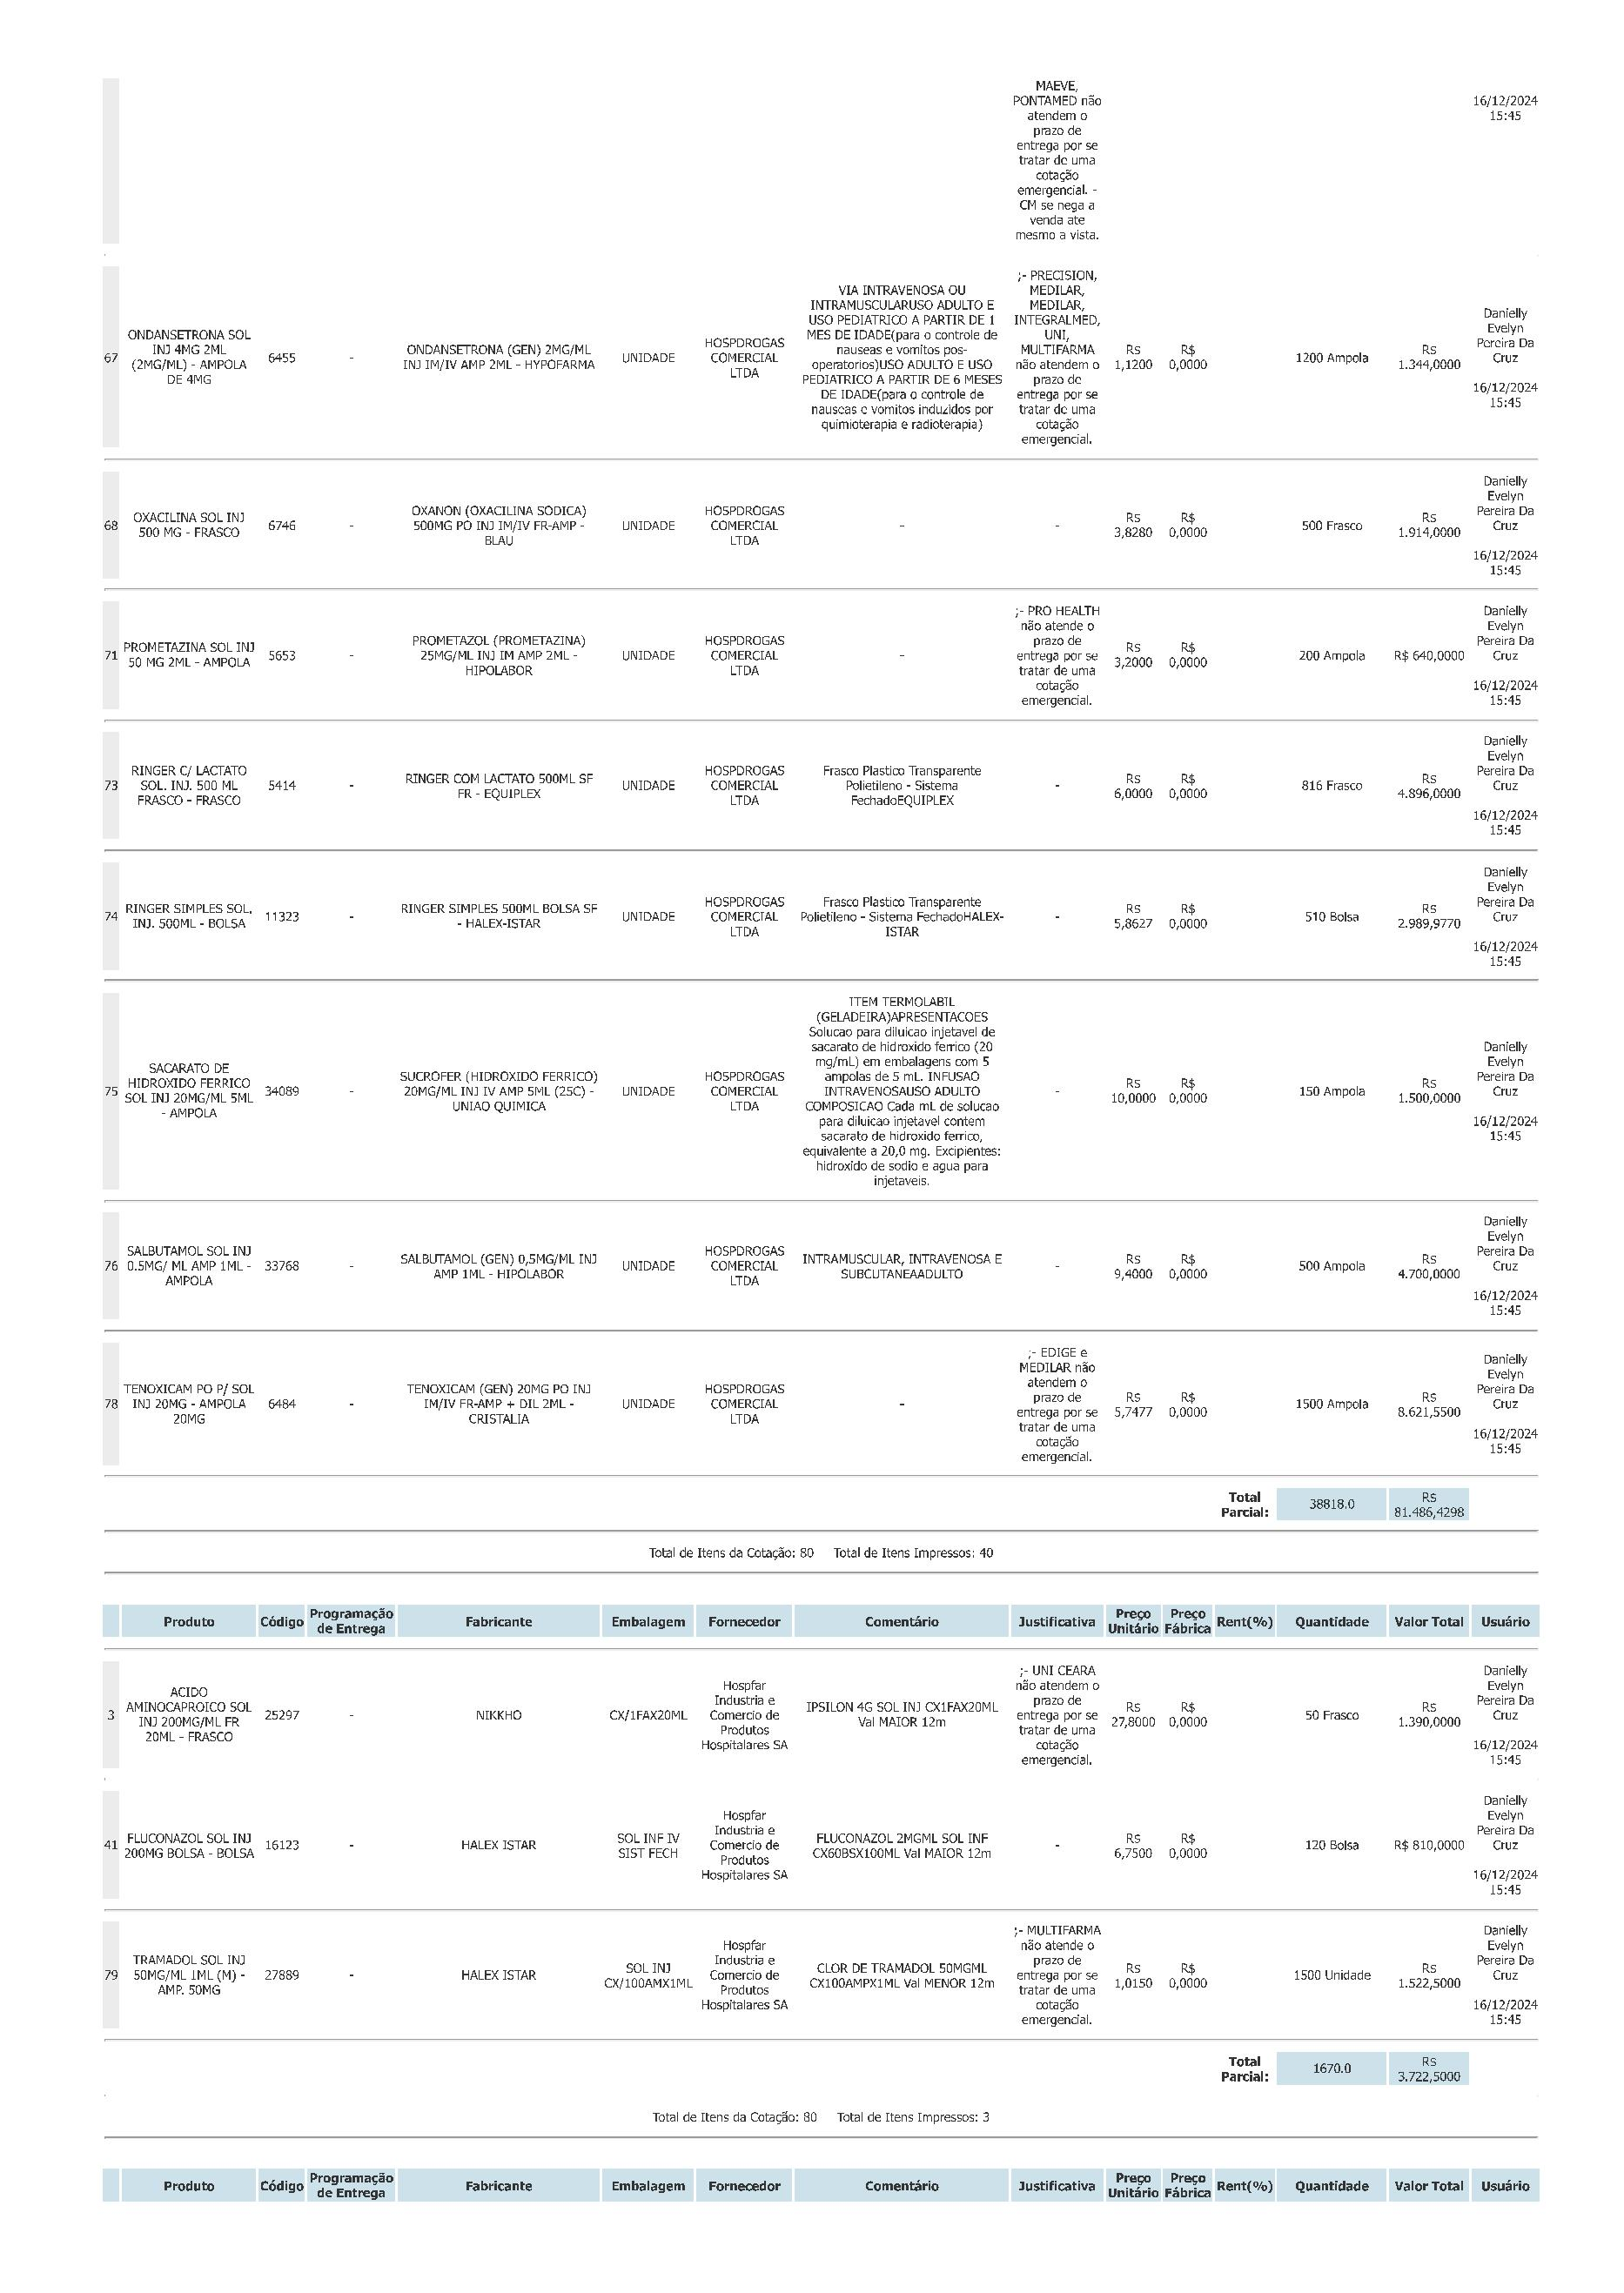 MAEVE,
PONTAMED não
atendem o
prazo de
entrega por se
tratar de uma
cotação
emergencial. -
CM se nega a
venda ate
mesmo a vista.
16/12/2024
15:45
67
ONDANSETRONA SOL
INJ 4MG 2ML
(2MG/ML) - AMPOLA
DE 4MG
6455
-
ONDANSETRONA (GEN) 2MG/ML
INJ IM/IV AMP 2ML - HYPOFARMA
UNIDADE
HOSPDROGAS
COMERCIAL
LTDA
VIA INTRAVENOSA OU
INTRAMUSCULARUSO ADULTO E
USO PEDIATRICO A PARTIR DE 1
MES DE IDADE(para o controle de
nauseas e vomitos pos-
operatorios)USO ADULTO E USO
PEDIATRICO A PARTIR DE 6 MESES
DE IDADE(para o controle de
nauseas e vomitos induzidos por
quimioterapia e radioterapia)
;- PRECISION,
MEDILAR,
MEDILAR,
INTEGRALMED,
UNI,
MULTIFARMA
não atendem o
prazo de
entrega por se
tratar de uma
cotação
emergencial.
R$
1,1200
R$
0,0000
1200 Ampola
R$
1.344,0000
Danielly
Evelyn
Pereira Da
Cruz
16/12/2024
15:45
68
OXACILINA SOL INJ
500 MG - FRASCO
6746
-
OXANON (OXACILINA SODICA)
500MG PO INJ IM/IV FR-AMP -
BLAU
UNIDADE
HOSPDROGAS
COMERCIAL
LTDA
-
-
R$
3,8280
R$
0,0000
500 Frasco
R$
1.914,0000
Danielly
Evelyn
Pereira Da
Cruz
16/12/2024
15:45
71
PROMETAZINA SOL INJ
50 MG 2ML - AMPOLA
5653
-
PROMETAZOL (PROMETAZINA)
25MG/ML INJ IM AMP 2ML -
HIPOLABOR
UNIDADE
HOSPDROGAS
COMERCIAL
LTDA
-
;- PRO HEALTH
não atende o
prazo de
entrega por se
tratar de uma
cotação
emergencial.
R$
3,2000
R$
0,0000
200 Ampola
R$ 640,0000
Danielly
Evelyn
Pereira Da
Cruz
16/12/2024
15:45
73
RINGER C/ LACTATO
SOL. INJ. 500 ML
FRASCO - FRASCO
5414
-
RINGER COM LACTATO 500ML SF
FR - EQUIPLEX
UNIDADE
HOSPDROGAS
COMERCIAL
LTDA
Frasco Plastico Transparente
Polietileno - Sistema
FechadoEQUIPLEX
-
R$
6,0000
R$
0,0000
816 Frasco
R$
4.896,0000
Danielly
Evelyn
Pereira Da
Cruz
16/12/2024
15:45
74
RINGER SIMPLES SOL.
INJ. 500ML - BOLSA
11323
-
RINGER SIMPLES 500ML BOLSA SF
- HALEX-ISTAR
UNIDADE
HOSPDROGAS
COMERCIAL
LTDA
Frasco Plastico Transparente
Polietileno - Sistema FechadoHALEX-
ISTAR
-
R$
5,8627
R$
0,0000
510 Bolsa
R$
2.989,9770
Danielly
Evelyn
Pereira Da
Cruz
16/12/2024
15:45
75
SACARATO DE
HIDROXIDO FERRICO
SOL INJ 20MG/ML 5ML
- AMPOLA
34089
-
SUCROFER (HIDROXIDO FERRICO)
20MG/ML INJ IV AMP 5ML (25C) -
UNIAO QUIMICA
UNIDADE
HOSPDROGAS
COMERCIAL
LTDA
ITEM TERMOLABIL
(GELADEIRA)APRESENTACOES
Solucao para diluicao injetavel de
sacarato de hidroxido ferrico (20
mg/mL) em embalagens com 5
ampolas de 5 mL. INFUSAO
INTRAVENOSAUSO ADULTO
COMPOSICAO Cada mL de solucao
para diluicao injetavel contem
sacarato de hidroxido ferrico,
equivalente a 20,0 mg. Excipientes:
hidroxido de sodio e agua para
injetaveis.
-
R$
10,0000
R$
0,0000
150 Ampola
R$
1.500,0000
Danielly
Evelyn
Pereira Da
Cruz
16/12/2024
15:45
76
SALBUTAMOL SOL INJ
0.5MG/ ML AMP 1ML -
AMPOLA
33768
-
SALBUTAMOL (GEN) 0,5MG/ML INJ
AMP 1ML - HIPOLABOR
UNIDADE
HOSPDROGAS
COMERCIAL
LTDA
INTRAMUSCULAR, INTRAVENOSA E
SUBCUTANEAADULTO
-
R$
9,4000
R$
0,0000
500 Ampola
R$
4.700,0000
Danielly
Evelyn
Pereira Da
Cruz
16/12/2024
15:45
78
TENOXICAM PO P/ SOL
INJ 20MG - AMPOLA
20MG
6484
-
TENOXICAM (GEN) 20MG PO INJ
IM/IV FR-AMP + DIL 2ML -
CRISTALIA
UNIDADE
HOSPDROGAS
COMERCIAL
LTDA
-
;- EDIGE e
MEDILAR não
atendem o
prazo de
entrega por se
tratar de uma
cotação
emergencial.
R$
5,7477
R$
0,0000
1500 Ampola
R$
8.621,5500
Danielly
Evelyn
Pereira Da
Cruz
16/12/2024
15:45
Total
Parcial:
38818.0
R$
81.486,4298
Total de Itens da Cotação: 80 Total de Itens Impressos: 40
Produto
Código
Programação
de Entrega
Fabricante
Embalagem
Fornecedor
Comentário
Justificativa
Preço
Unitário
Preço
Fábrica
Rent(%)
Quantidade
Valor Total
Usuário
3
ACIDO
AMINOCAPROICO SOL
INJ 200MG/ML FR
20ML - FRASCO
25297
-
NIKKHO
CX/1FAX20ML
Hospfar
Industria e
Comercio de
Produtos
Hospitalares SA
IPSILON 4G SOL INJ CX1FAX20ML
Val MAIOR 12m
;- UNI CEARA
não atendem o
prazo de
entrega por se
tratar de uma
cotação
emergencial.
R$
27,8000
R$
0,0000
50 Frasco
R$
1.390,0000
Danielly
Evelyn
Pereira Da
Cruz
16/12/2024
15:45
41
FLUCONAZOL SOL INJ
200MG BOLSA - BOLSA
16123
-
HALEX ISTAR
SOL INF IV
SIST FECH
Hospfar
Industria e
Comercio de
Produtos
Hospitalares SA
FLUCONAZOL 2MGML SOL INF
CX60BSX100ML Val MAIOR 12m
-
R$
6,7500
R$
0,0000
120 Bolsa
R$ 810,0000
Danielly
Evelyn
Pereira Da
Cruz
16/12/2024
15:45
79
TRAMADOL SOL INJ
50MG/ML 1ML (M) -
AMP. 50MG
27889
-
HALEX ISTAR
SOL INJ
CX/100AMX1ML
Hospfar
Industria e
Comercio de
Produtos
Hospitalares SA
CLOR DE TRAMADOL 50MGML
CX100AMPX1ML Val MENOR 12m
;- MULTIFARMA
não atende o
prazo de
entrega por se
tratar de uma
cotação
emergencial.
R$
1,0150
R$
0,0000
1500 Unidade
R$
1.522,5000
Danielly
Evelyn
Pereira Da
Cruz
16/12/2024
15:45
Total
Parcial:
1670.0
R$
3.722,5000
Total de Itens da Cotação: 80 Total de Itens Impressos: 3
Produto
Código
Programação
de Entrega
Fabricante
Embalagem
Fornecedor
Comentário
Justificativa
Preço
Unitário
Preço
Fábrica
Rent(%)
Quantidade
Valor Total
Usuário